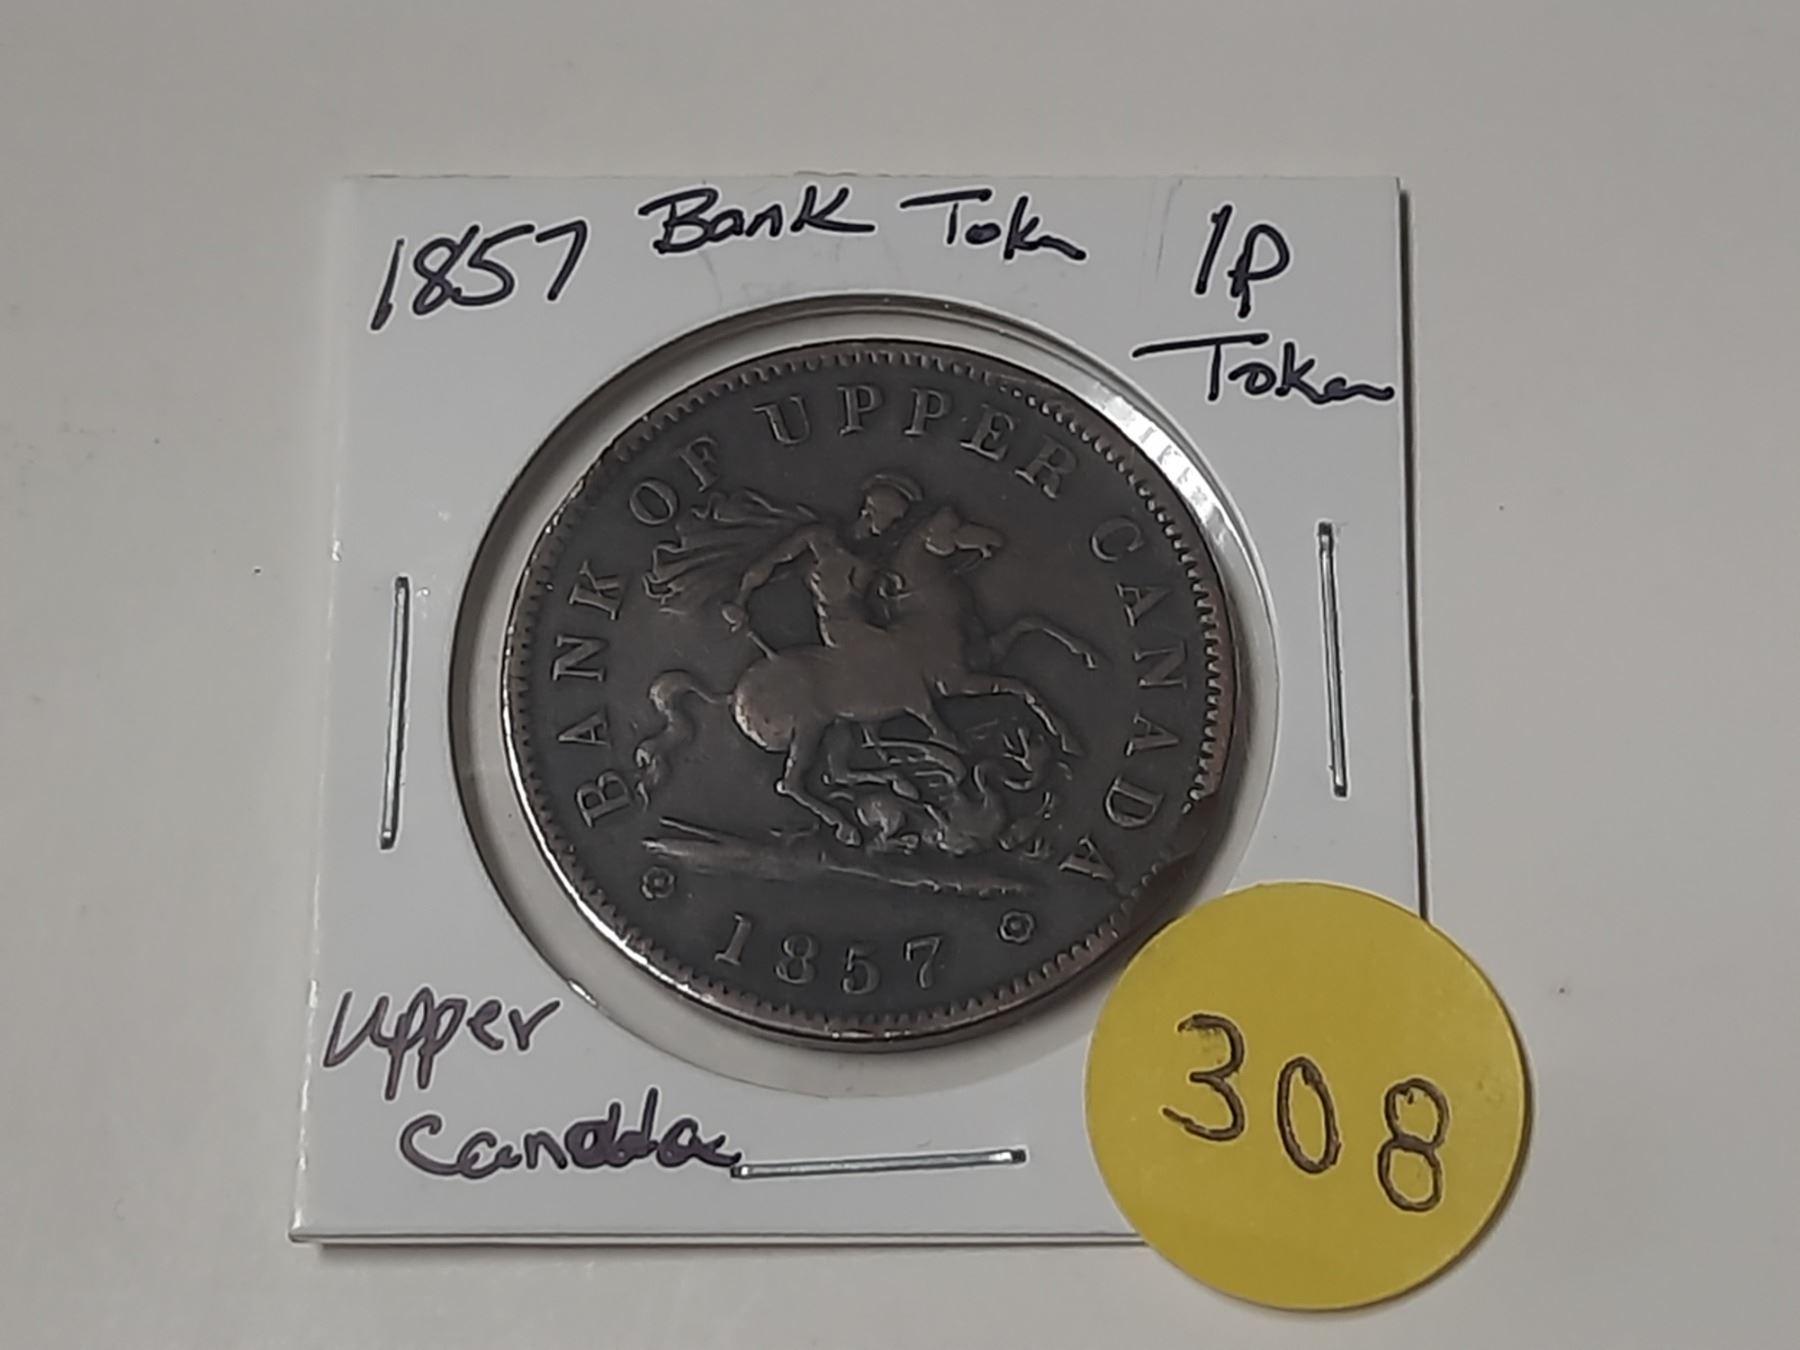 1857 Bank Token 1p
Token
BANK OF UPPER CANADA
1857
Upper
Canada
308